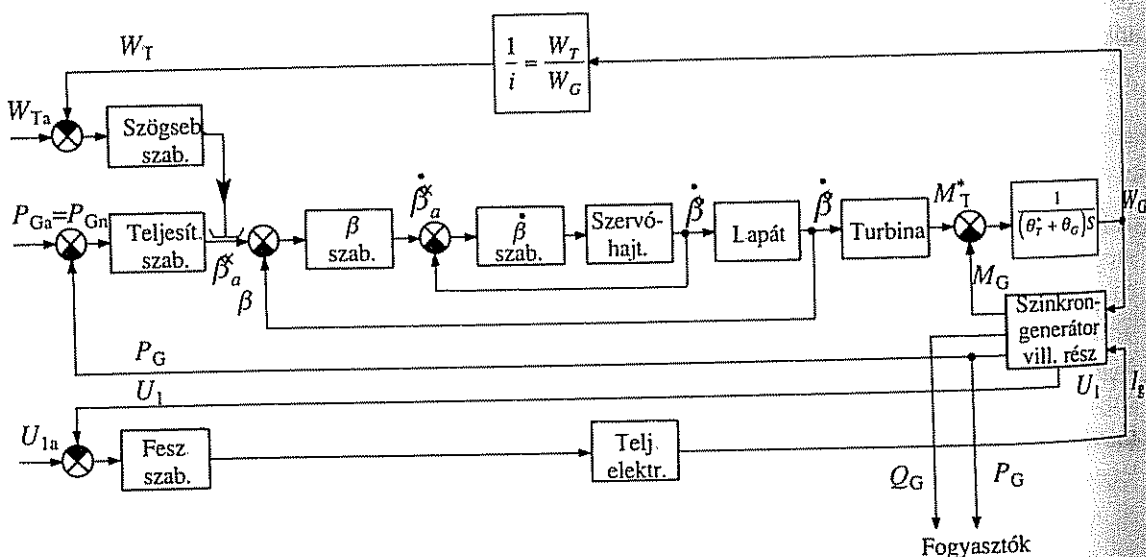 W_T
1/i = W_T/W_G
W_Ta
Szögseb
szab.
P_Ga=P_Gn
Teljesít.
szab.
β_a
β
β
szab.
β̇_a
β̇
szab.
Szervó-
hajt.
β̇
Lapát
β̇
Turbina
M*_T
1/((θ*_T + θ_G)S)
W_G
M_G
Szinkron-
generátor
vill. rész
P_G
U_1
U_1
I_g
U_1a
Fesz
szab.
Telj
elektr.
Q_G
P_G
Fogyasztók